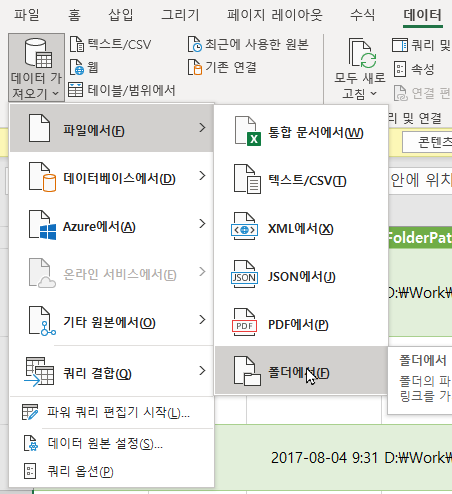 파일 홈 삽입 그리기 페이지 레이아웃 수식 데이터
데이터 가
져오기
텍스트/CSV
웹
테이블/범위에서
최근에 사용한 원본
기존 연결
모두 새로
고침
쿼리 및
속성
연결 편
리 및 연결
콘텐츠
안에 위치
파일에서(F)
데이터베이스에서(D)
Azure에서(A)
온라인 서비스에서(E)
기타 원본에서(O)
쿼리 결합(Q)
파워 쿼리 편집기 시작(L)...
데이터 원본 설정(S)...
쿼리 옵션(P)
통합 문서에서(W)
텍스트/CSV(T)
XML에서(X)
JSON에서(J)
PDF에서(P)
폴더에서(F)
FolderPat
D:₩Work₩
폴더에서
폴더의 파
링크를 가
2017-08-04 9:31 D:₩Work₩